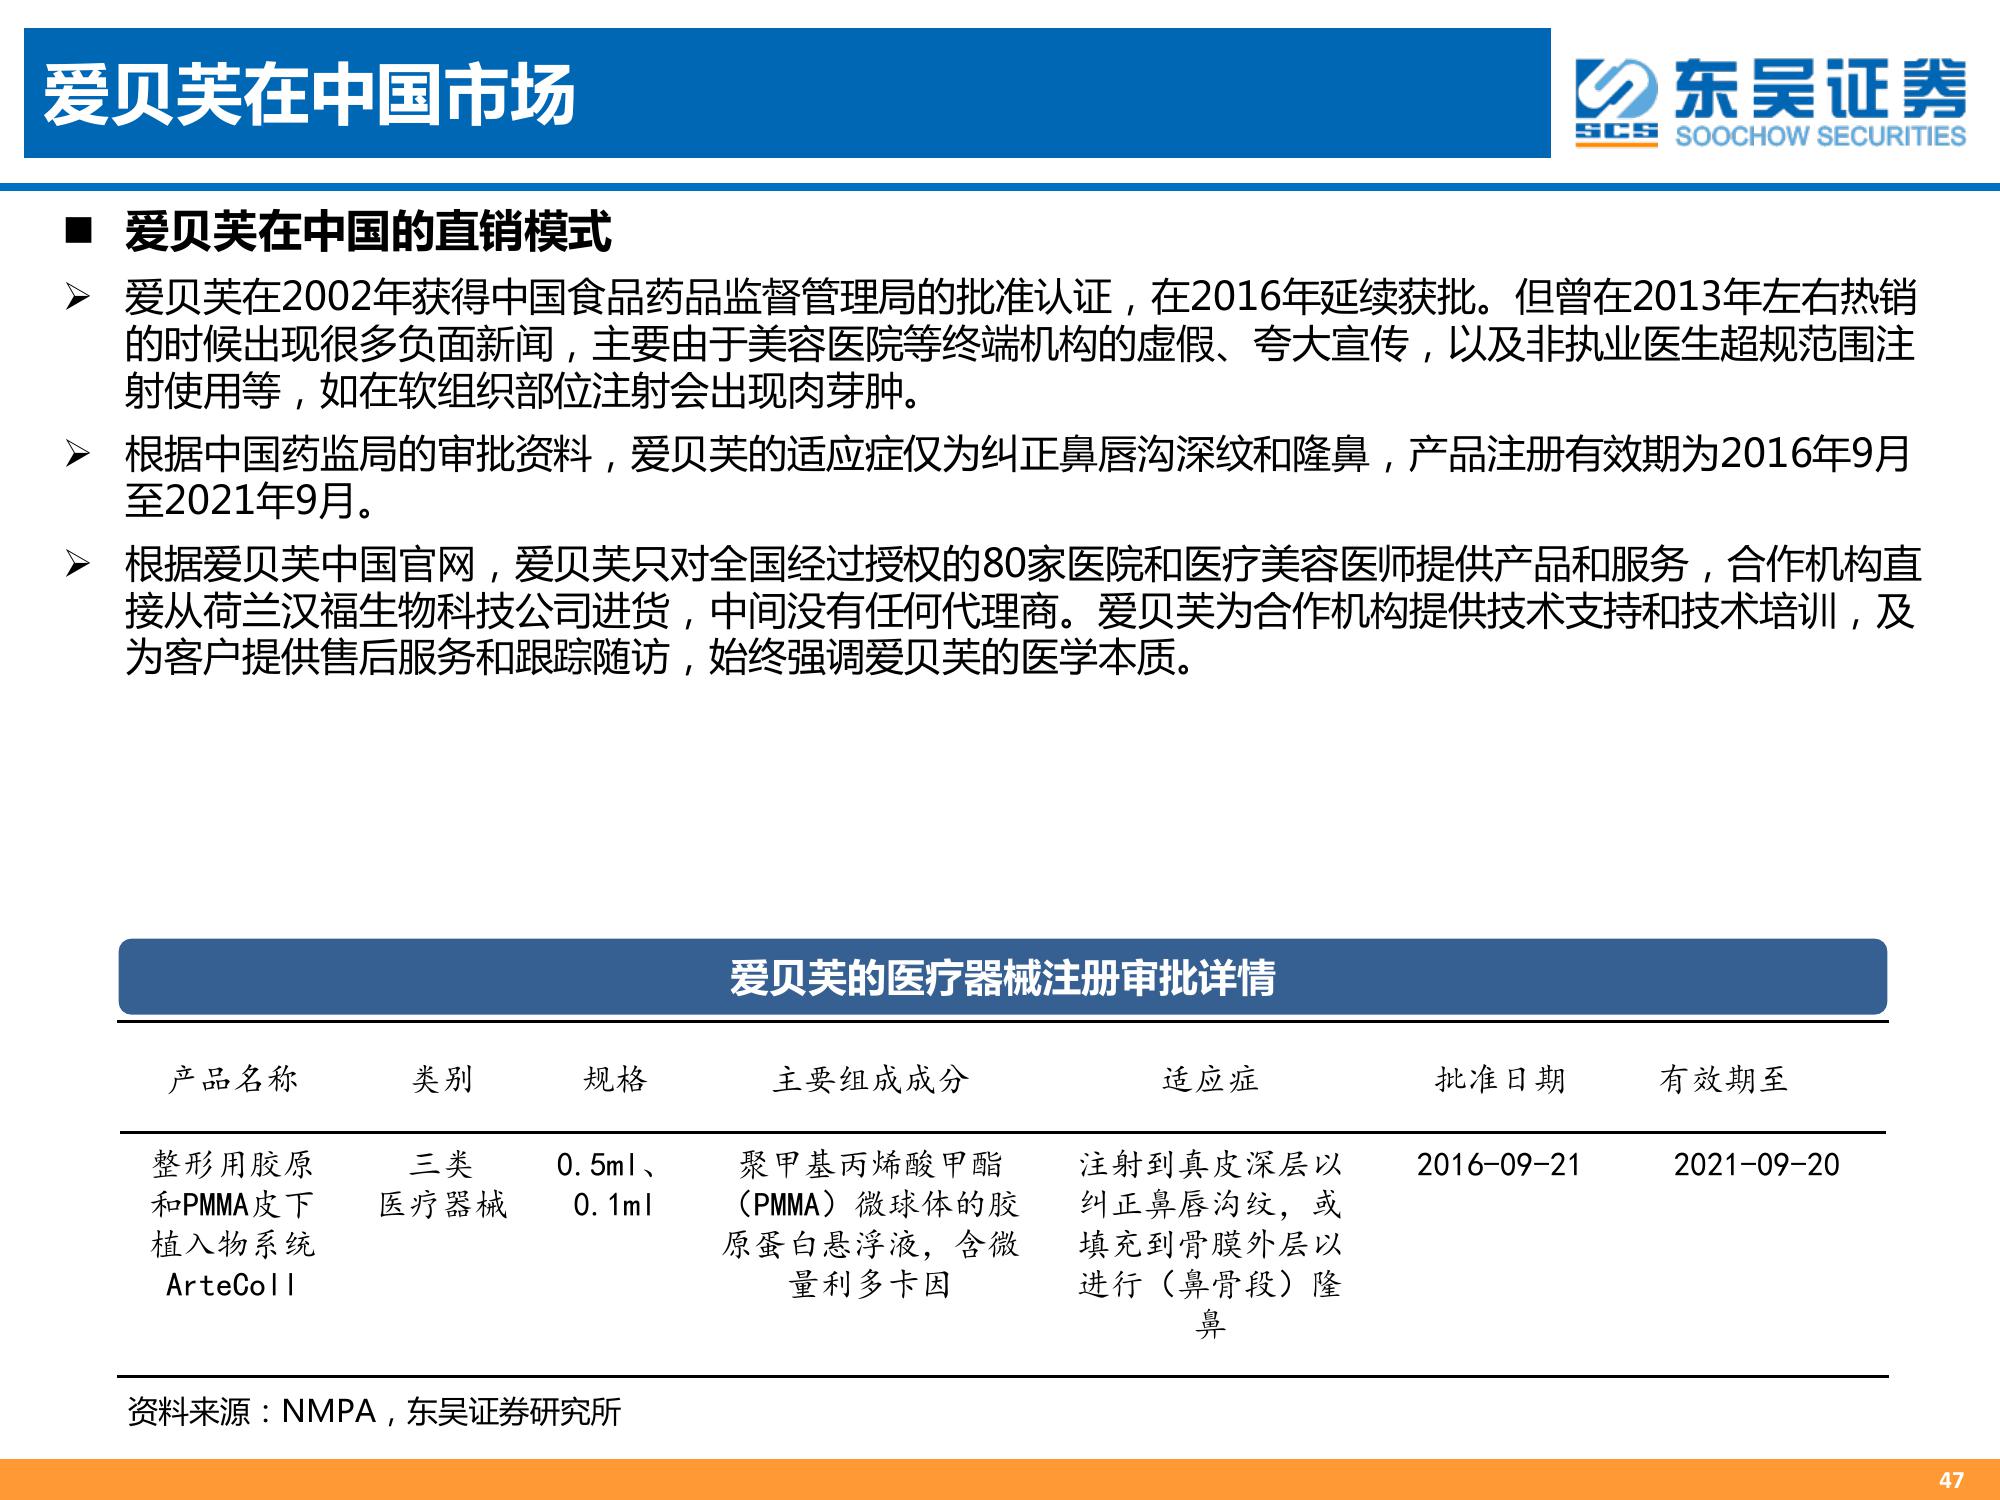 爱贝芙在中国市场
东吴证券
SCS
SOOCHOW SECURITIES
■ 爱贝芙在中国的直销模式
➢ 爱贝芙在2002年获得中国食品药品监督管理局的批准认证，在2016年延续获批。但曾在2013年左右热销
的时候出现很多负面新闻，主要由于美容医院等终端机构的虚假、夸大宣传，以及非执业医生超规范围注
射使用等，如在软组织部位注射会出现肉芽肿。
➢ 根据中国药监局的审批资料，爱贝芙的适应症仅为纠正鼻唇沟深纹和隆鼻，产品注册有效期为2016年9月
至2021年9月。
➢ 根据爱贝芙中国官网，爱贝芙只对全国经过授权的80家医院和医疗美容医师提供产品和服务，合作机构直
接从荷兰汉福生物科技公司进货，中间没有任何代理商。爱贝芙为合作机构提供技术支持和技术培训，及
为客户提供售后服务和跟踪随访，始终强调爱贝芙的医学本质。
爱贝芙的医疗器械注册审批详情
产品名称 类别 规格 主要组成成分 适应症 批准日期 有效期至
整形用胶原 三类 0.5ml、 聚甲基丙烯酸甲酯 注射到真皮深层以 2016-09-21 2021-09-20
和PMMA皮下 医疗器械 0.1ml （PMMA）微球体的胶 纠正鼻唇沟纹，或
植入物系统 原蛋白悬浮液，含微 填充到骨膜外层以
ArteColl 量利多卡因 进行（鼻骨段）隆
鼻
资料来源：NMPA，东吴证券研究所
47